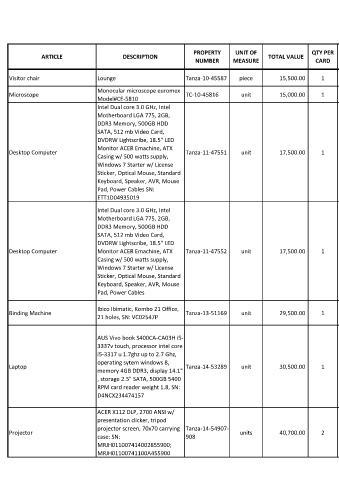 ARTICLE DESCRIPTION PROPERTY NUMBER UNIT OF MEASURE TOTAL VALUE QTY PER CARD
Visitor chair Lounge Tanza-10-45587 piece 15,500.00 1
Microscope Monocular microscope euromex TC-10-45816 unit 15,000.00 1
Model#CE-5810
Intel Dual core 3.0 GHz, Intel
Motherboard LGA 775, 2GB,
DDR3 Memory, 500GB HDD
SATA, 512 mb Video Card,
DVDRW Lightscribe, 18.5" LED
Desktop Computer Monitor ACER Emachine, ATX Tanza-11-47551 unit 17,500.00 1
Casing w/ 500 watts supply,
Windows 7 Starter w/ License
Sticker, Optical Mouse, Standard
Keyboard, Speaker, AVR, Mouse
Pad, Power Cables SN:
ETT1D04935019
Intel Dual core 3.0 GHz, Intel
Motherboard LGA 775, 2GB,
DDR3 Memory, 500GB HDD
SATA, 512 mb Video Card,
DVDRW Lightscribe, 18.5" LED
Desktop Computer Monitor ACER Emachine, ATX Tanza-11-47552 unit 17,500.00 1
Casing w/ 500 watts supply,
Windows 7 Starter w/ License
Sticker, Optical Mouse, Standard
Keyboard, Speaker, AVR, Mouse
Pad, Power Cables
Binding Machine Ibico Ibimatic, Kombo 21 Office, Tanza-13-51169 unit 29,500.00 1
21 holes, SN: VC02547P
AUS Vivo book S400CA-CA03H i5-
3337v touch, processor intel core
i5-3317 u 1.7ghz up to 2.7 Ghz,
Laptop operating sytem windows 8, Tanza-14-53289 unit 30,500.00 1
memory 4GB DDR3, display 14.1"
, storage 2.5" SATA, 500GB 5400
RPM card reader weight 1.8, SN:
D4NCX234474157
ACER X112 DLP, 2700 ANSI w/
presentation clicker, tripod
Projector projector screen, 70x70 carrying Tanza-14-54907-908 units 40,700.00 2
case: SN:
MRJH011007414002855900;
MRJH0110074110​0A455900